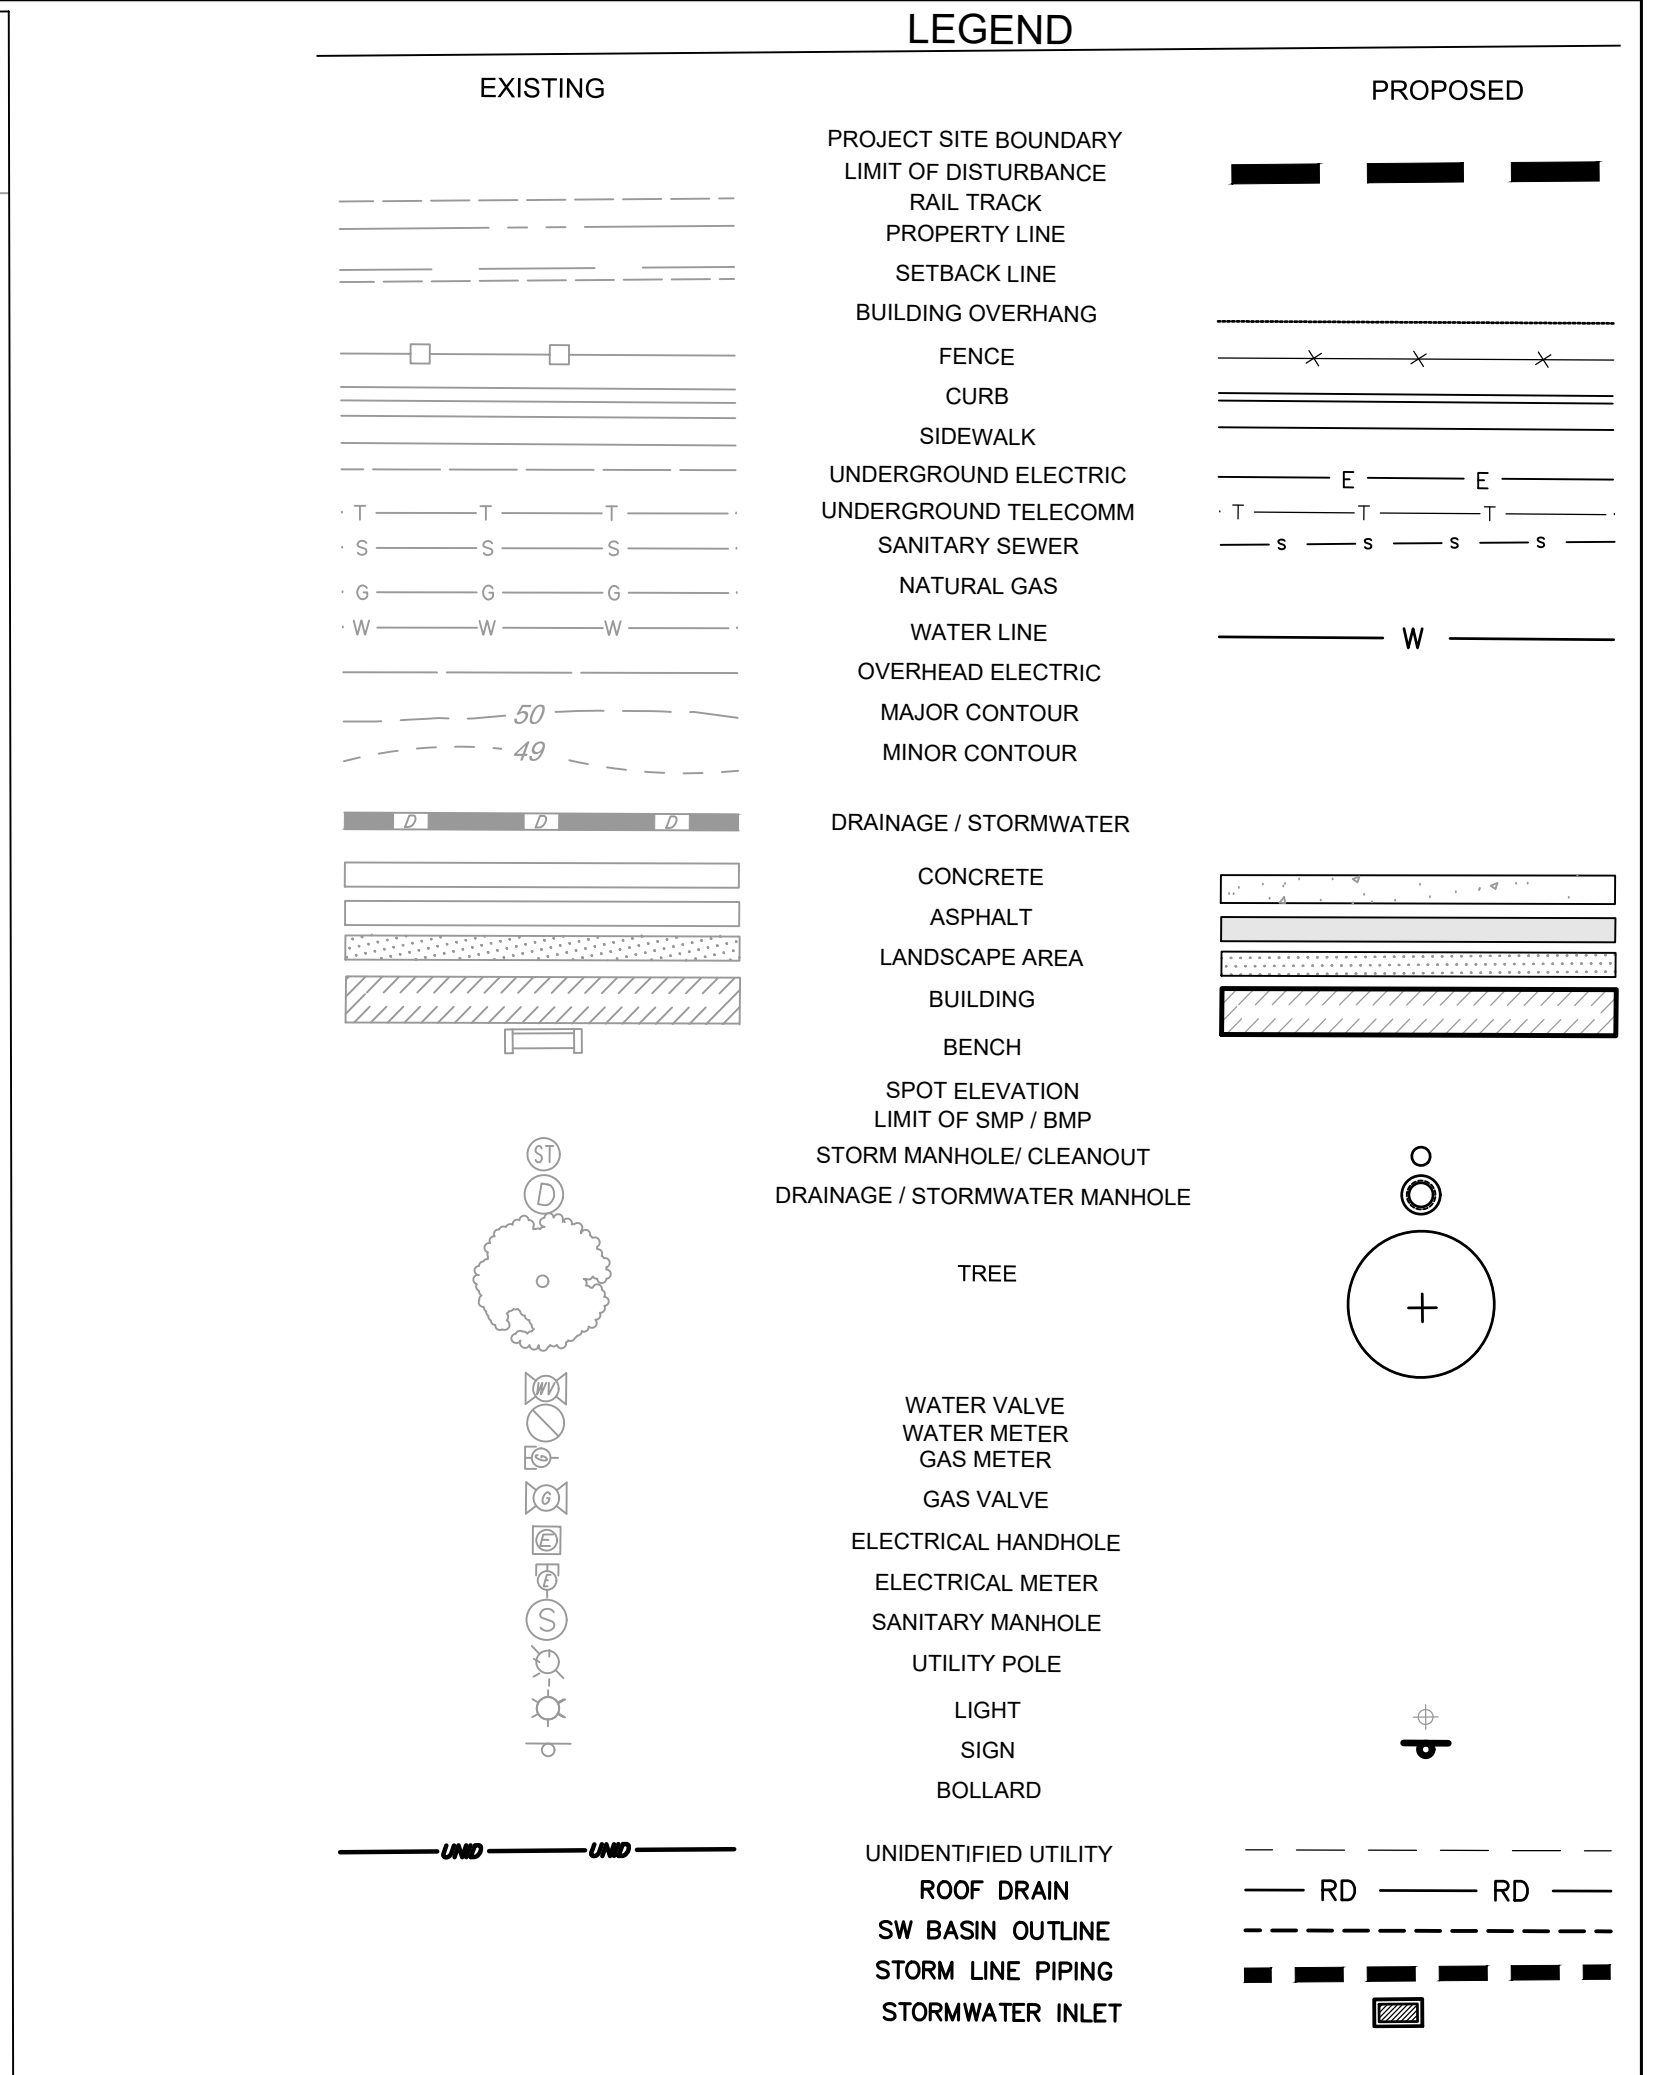 LEGEND
EXISTING PROPOSED
PROJECT SITE BOUNDARY
LIMIT OF DISTURBANCE
RAIL TRACK
PROPERTY LINE
SETBACK LINE
BUILDING OVERHANG
FENCE
CURB
SIDEWALK
UNDERGROUND ELECTRIC E E
T T T UNDERGROUND TELECOMM T T T
S S S SANITARY SEWER S S S S
G G G NATURAL GAS
W W W WATER LINE W
OVERHEAD ELECTRIC
50 MAJOR CONTOUR
49 MINOR CONTOUR
D D D DRAINAGE / STORMWATER
CONCRETE
ASPHALT
LANDSCAPE AREA
BUILDING
BENCH
SPOT ELEVATION
LIMIT OF SMP / BMP
ST STORM MANHOLE/ CLEANOUT
D DRAINAGE / STORMWATER MANHOLE
TREE
WV WATER VALVE
WATER METER
G GAS METER
G GAS VALVE
E ELECTRICAL HANDHOLE
E ELECTRICAL METER
S SANITARY MANHOLE
UTILITY POLE
LIGHT
SIGN
BOLLARD
UNID UNID UNIDENTIFIED UTILITY
ROOF DRAIN RD RD
SW BASIN OUTLINE
STORM LINE PIPING
STORMWATER INLET